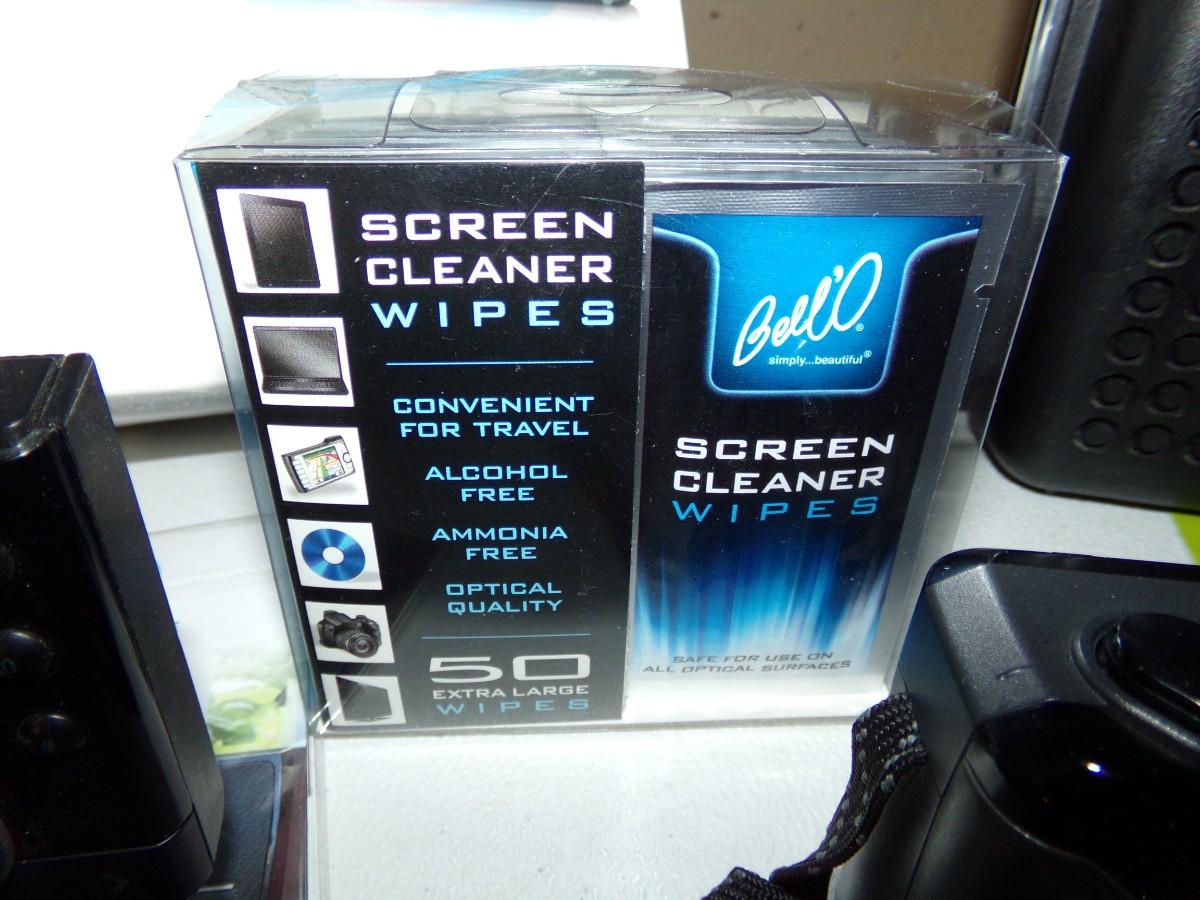 SCREEN
CLEANER
WIPES
CONVENIENT
FOR TRAVEL
ALCOHOL
FREE
AMMONIA
FREE
OPTICAL
QUALITY
50
EXTRA LARGE
WIPES
Bell'O®
simply...beautiful®
SCREEN
CLEANER
WIPES
SAFE FOR USE ON
ALL OPTICAL SURFACES